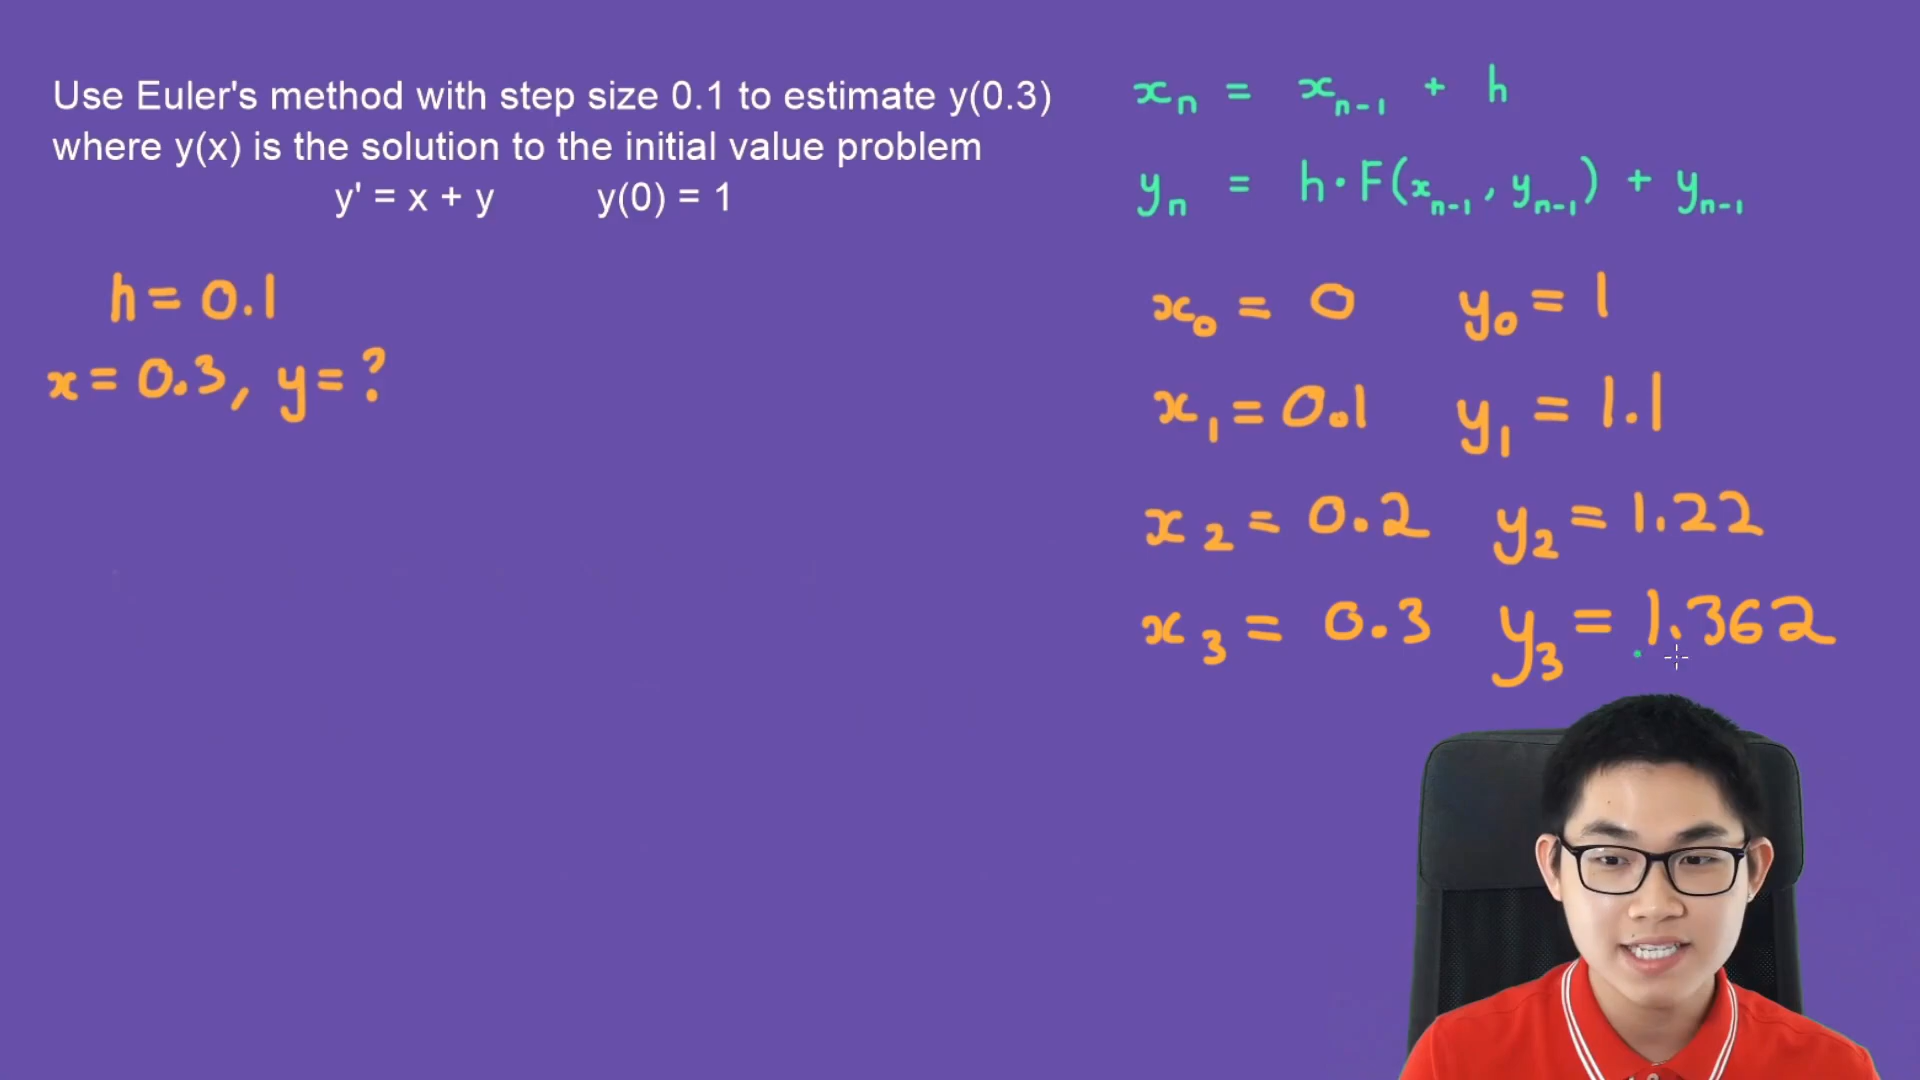 Use Euler's method with step size 0.1 to estimate y(0.3)
where y(x) is the solution to the initial value problem
y' = x + y y(0) = 1
h = 0.1
x = 0.3, y = ?
xₙ = xₙ₋₁ + h
yₙ = h · F(xₙ₋₁, yₙ₋₁) + yₙ₋₁
x₀ = 0 y₀ = 1
x₁ = 0.1 y₁ = 1.1
x₂ = 0.2 y₂ = 1.22
x₃ = 0.3 y₃ = 1.362